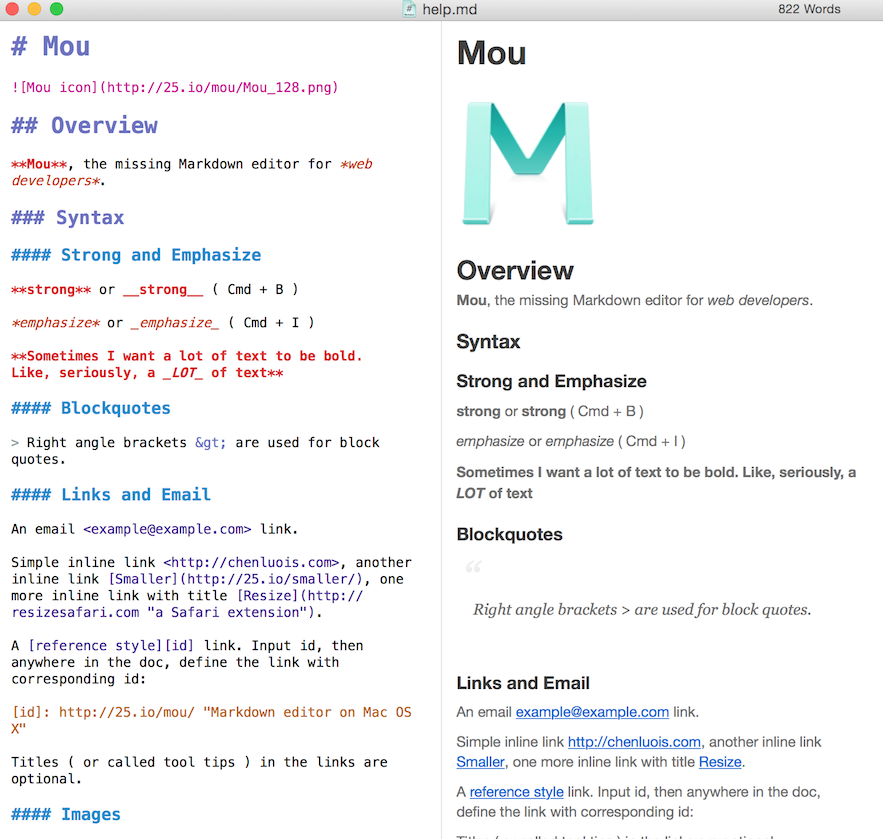 help.md
822 Words
# Mou
![Mou icon](http://25.io/mou/Mou_128.png)
## Overview
**Mou**, the missing Markdown editor for *web
developers*.
### Syntax
#### Strong and Emphasize
**strong** or __strong__ ( Cmd + B )
*emphasize* or _emphasize_ ( Cmd + I )
**Sometimes I want a lot of text to be bold.
Like, seriously, a _LOT_ of text**
#### Blockquotes
> Right angle brackets &gt; are used for block
quotes.
#### Links and Email
An email <example@example.com> link.
Simple inline link <http://chenluois.com>, another
inline link [Smaller](http://25.io/smaller/), one
more inline link with title [Resize](http://
resizesafari.com "a Safari extension").
A [reference style][id] link. Input id, then
anywhere in the doc, define the link with
corresponding id:
[id]: http://25.io/mou/ "Markdown editor on Mac OS
X"
Titles ( or called tool tips ) in the links are
optional.
#### Images
Mou
Overview
Mou, the missing Markdown editor for web developers.
Syntax
Strong and Emphasize
strong or strong ( Cmd + B )
emphasize or emphasize ( Cmd + I )
Sometimes I want a lot of text to be bold. Like, seriously, a
LOT of text
Blockquotes
“
Right angle brackets > are used for block quotes.
Links and Email
An email example@example.com link.
Simple inline link http://chenluois.com, another inline link
Smaller, one more inline link with title Resize.
A reference style link. Input id, then anywhere in the doc,
define the link with corresponding id: